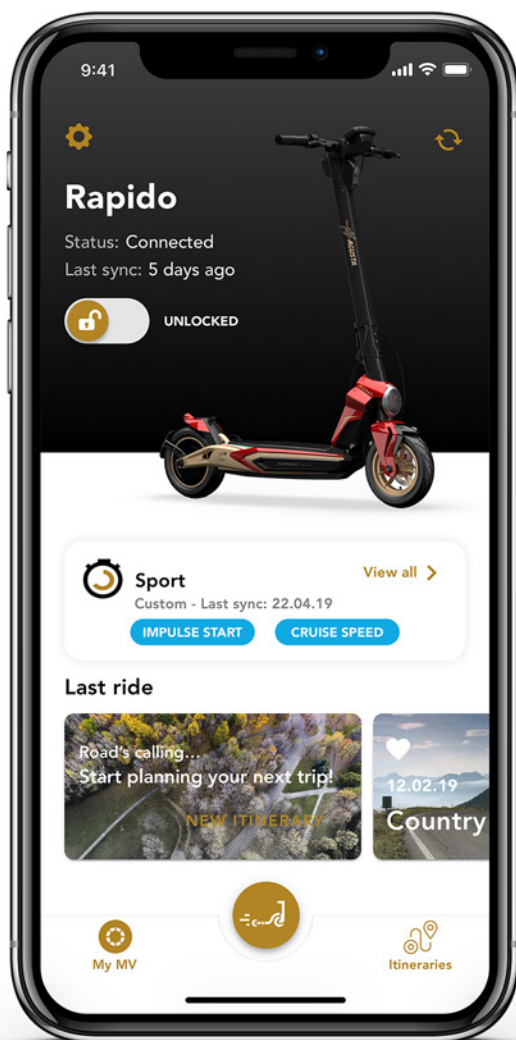 9:41
Rapido
Status: Connected
Last sync: 5 days ago
UNLOCKED
AGUSTA
Sport
View all
Custom - Last sync: 22.04.19
IMPULSE START
CRUISE SPEED
Last ride
Road's calling...
Start planning your next trip!
NEW ITINERARY
12.02.19
Country
My MV
Itineraries